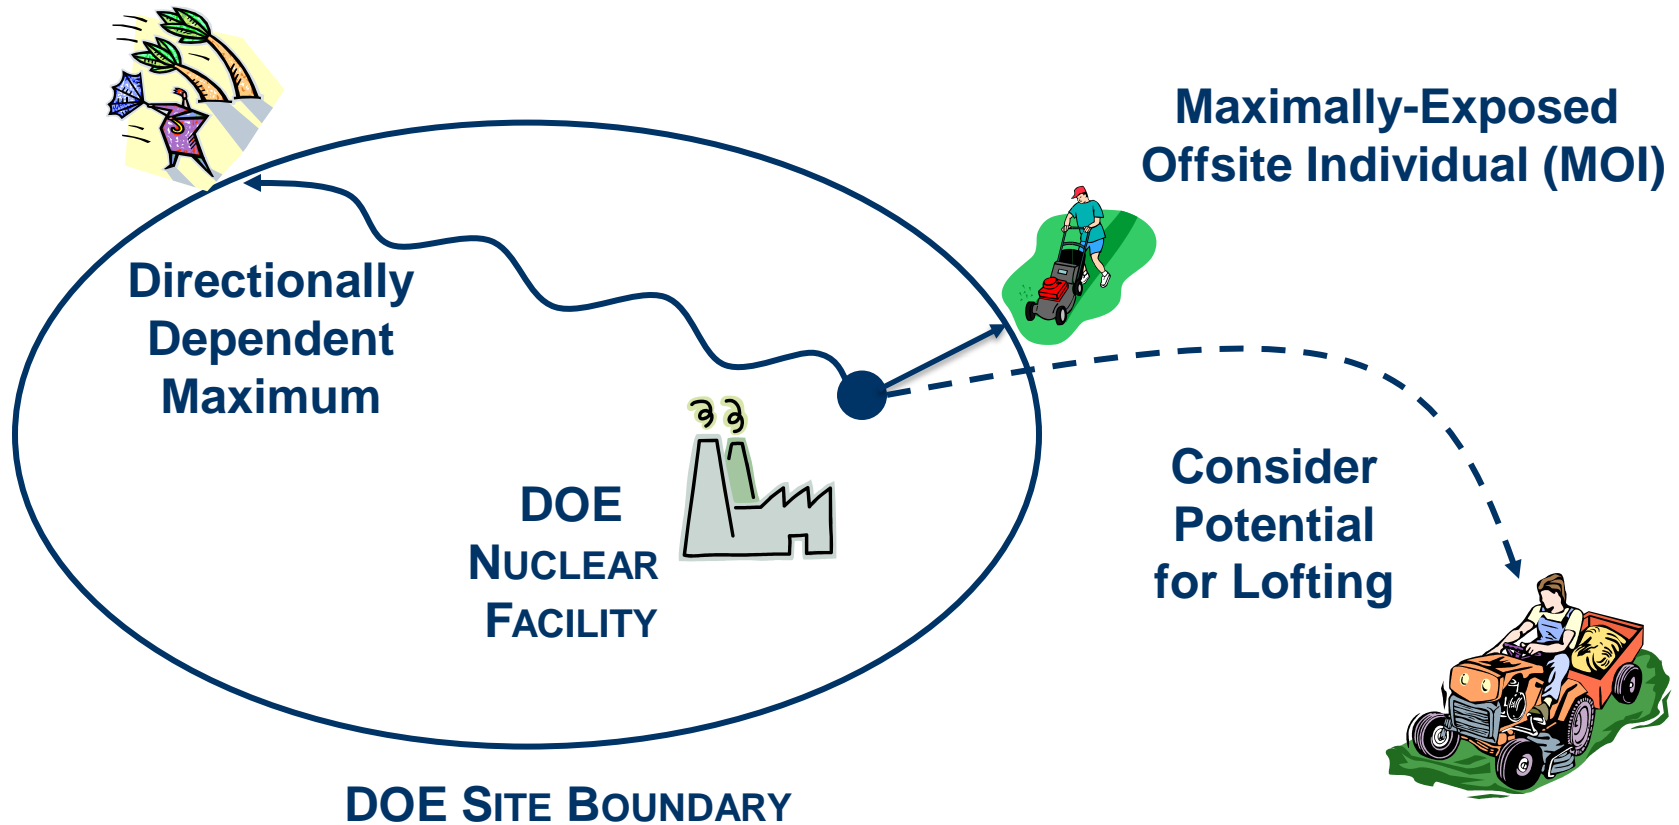 Maximally-Exposed
Offsite Individual (MOI)
Directionally
Dependent
Maximum
Consider
Potential
for Lofting
DOE
NUCLEAR
FACILITY
DOE SITE BOUNDARY